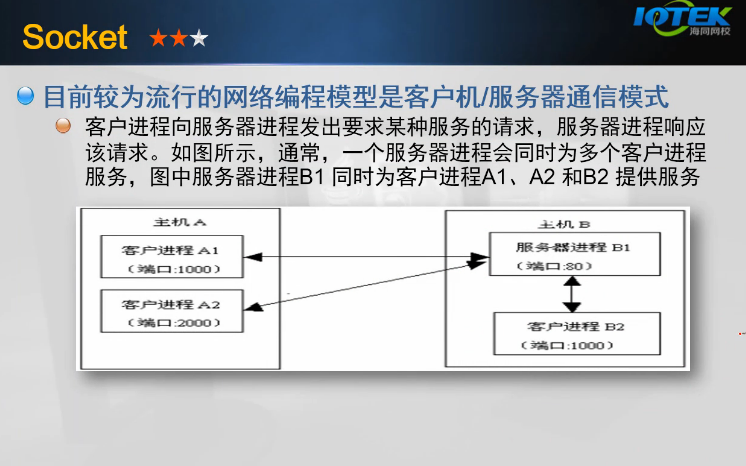 Socket
IOTEK
海同网校
目前较为流行的网络编程模型是客户机/服务器通信模式
客户进程向服务器进程发出要求某种服务的请求，服务器进程响应
该请求。如图所示，通常，一个服务器进程会同时为多个客户进程
服务，图中服务器进程B1 同时为客户进程A1、A2 和B2 提供服务
主机 A
客户进程 A1
（端口:1000）
客户进程 A2
（端口:2000）
主机 B
服务器进程 B1
（端口:80）
客户进程 B2
（端口:1000）